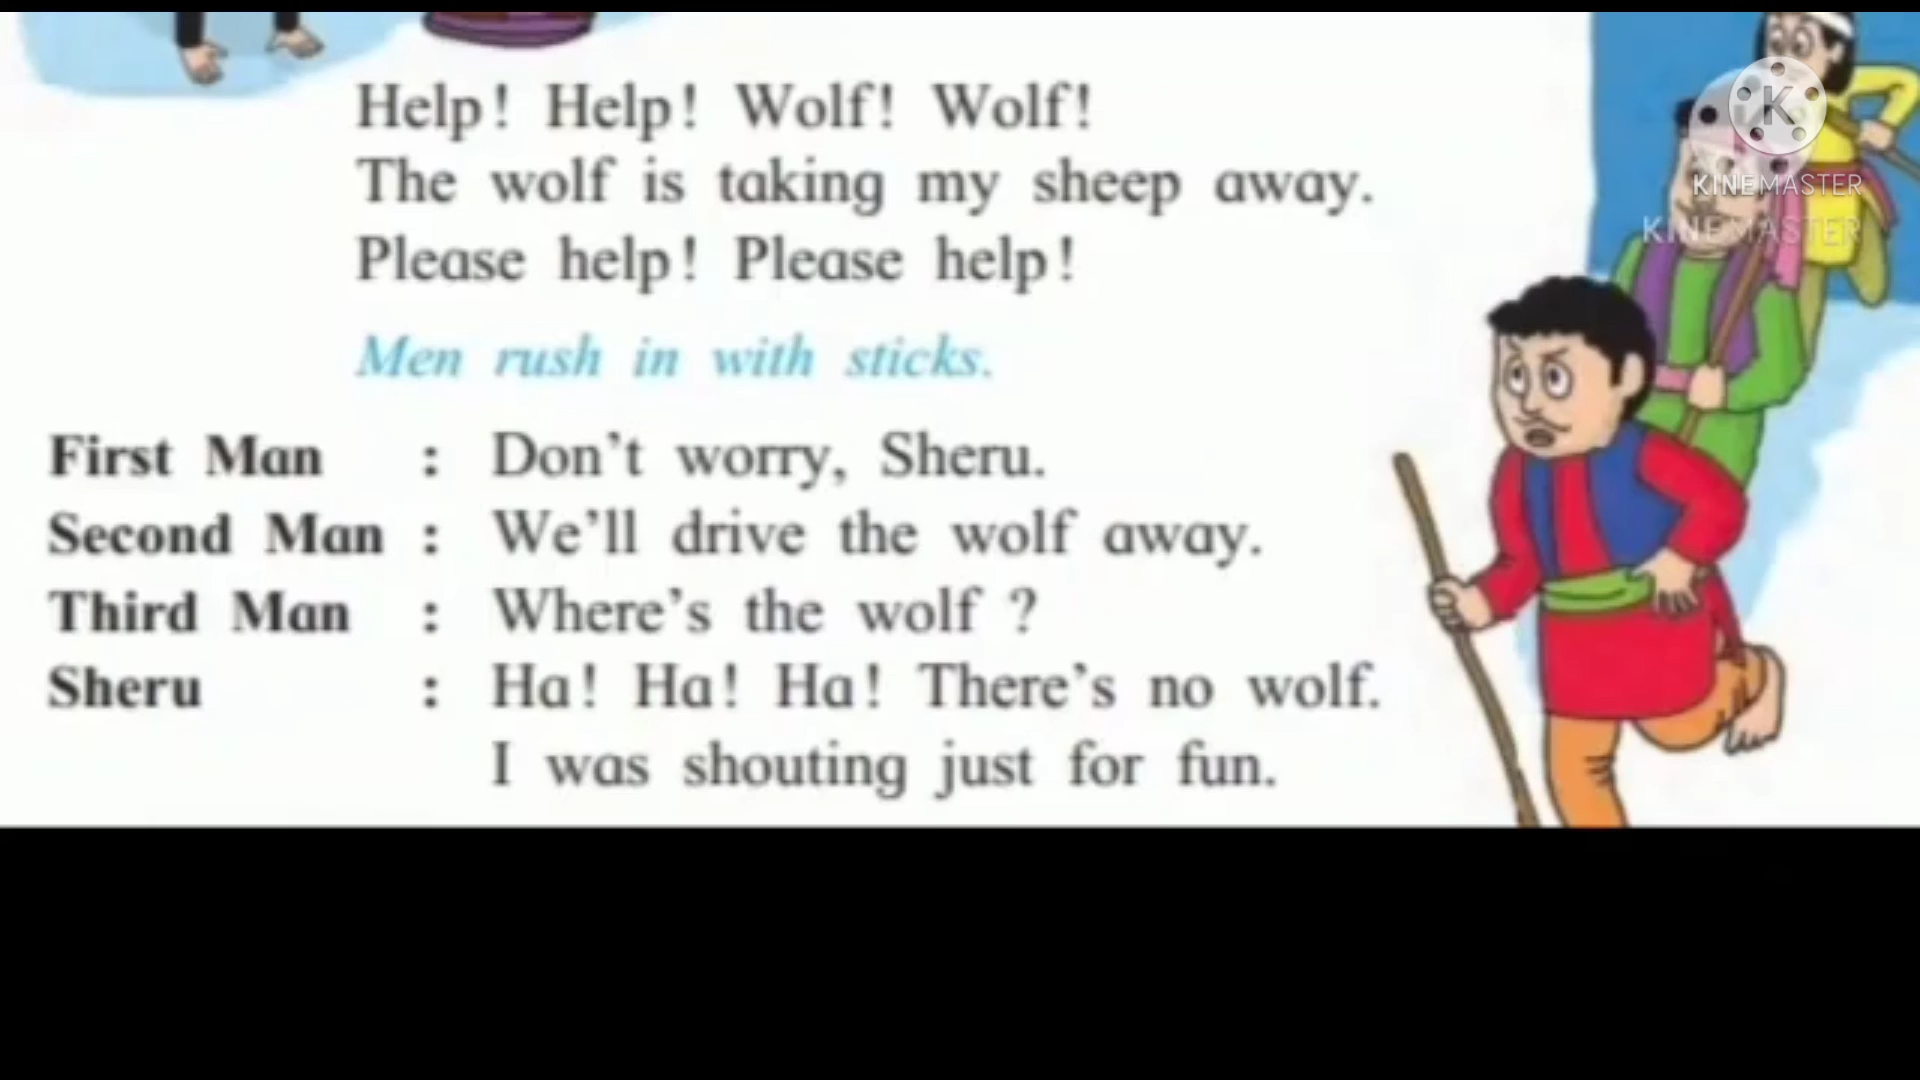 Help! Help! Wolf! Wolf!
The wolf is taking my sheep away.
Please help! Please help!
Men rush in with sticks.
First Man : Don't worry, Sheru.
Second Man : We'll drive the wolf away.
Third Man : Where's the wolf ?
Sheru : Ha! Ha! Ha! There's no wolf.
I was shouting just for fun.
K
KINEMASTER
KINEMASTER